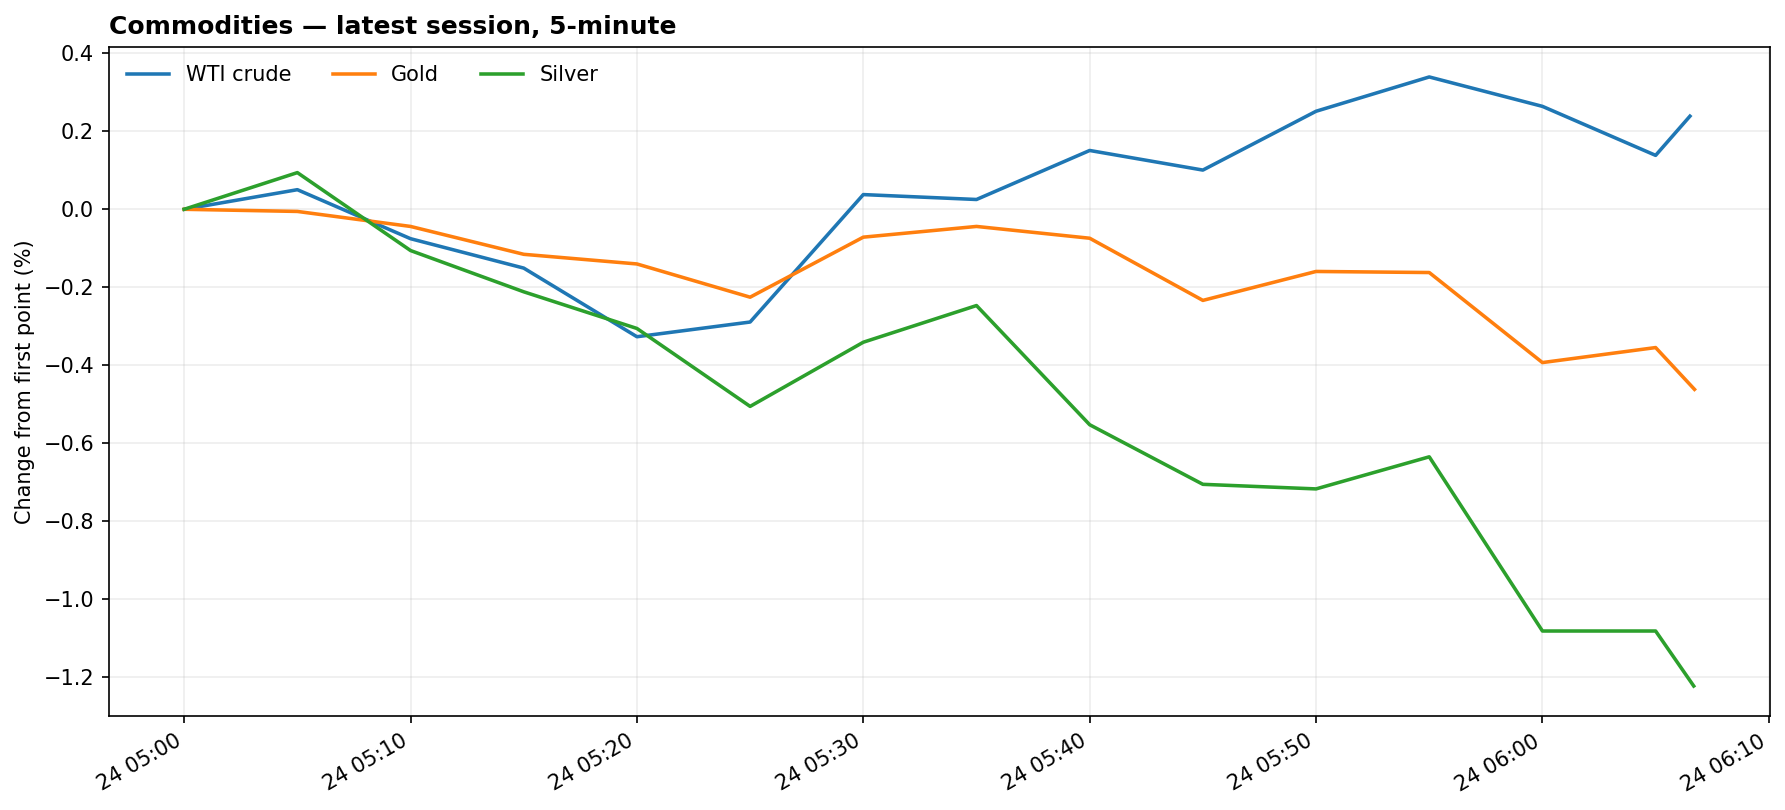 Commodities — latest session, 5-minute
WTI crude Gold Silver
Change from first point (%)
0.4
0.2
0.0
−0.2
−0.4
−0.6
−0.8
−1.0
−1.2
24 05:00 24 05:10 24 05:20 24 05:30 24 05:40 24 05:50 24 06:00 24 06:10